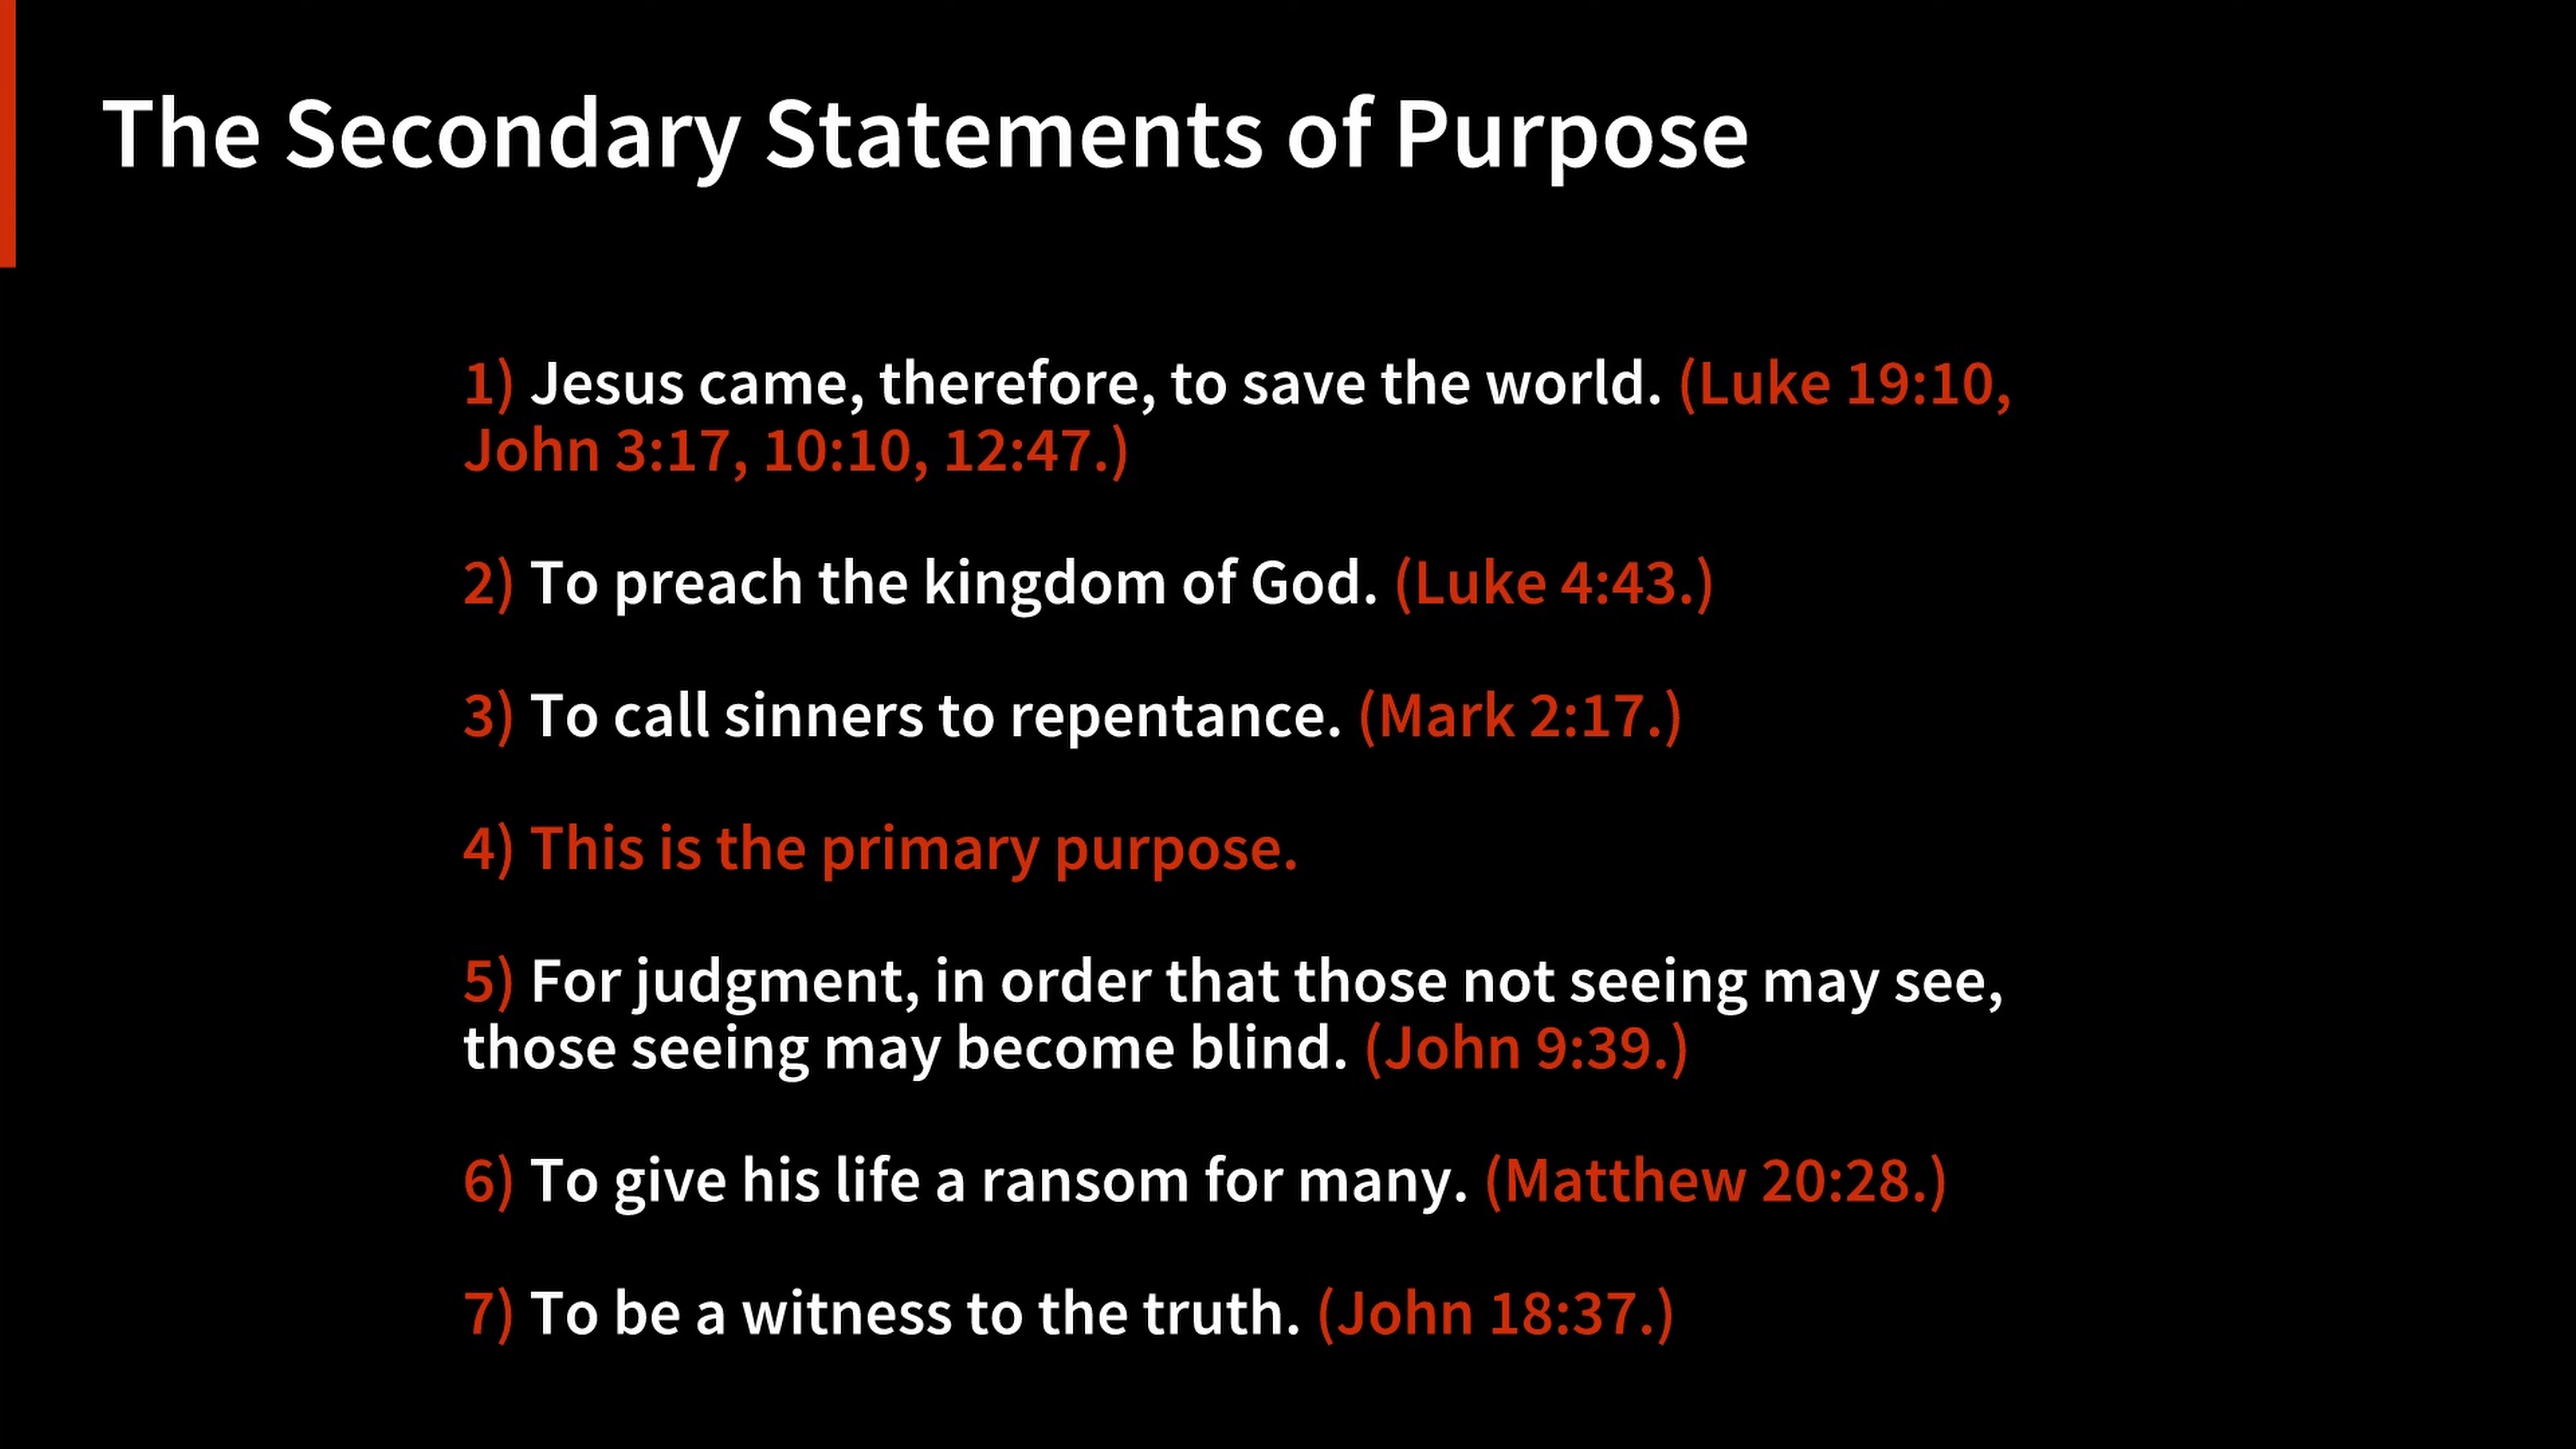 The Secondary Statements of Purpose
1) Jesus came, therefore, to save the world. (Luke 19:10,
John 3:17, 10:10, 12:47.)
2) To preach the kingdom of God. (Luke 4:43.)
3) To call sinners to repentance. (Mark 2:17.)
4) This is the primary purpose.
5) For judgment, in order that those not seeing may see,
those seeing may become blind. (John 9:39.)
6) To give his life a ransom for many. (Matthew 20:28.)
7) To be a witness to the truth. (John 18:37.)